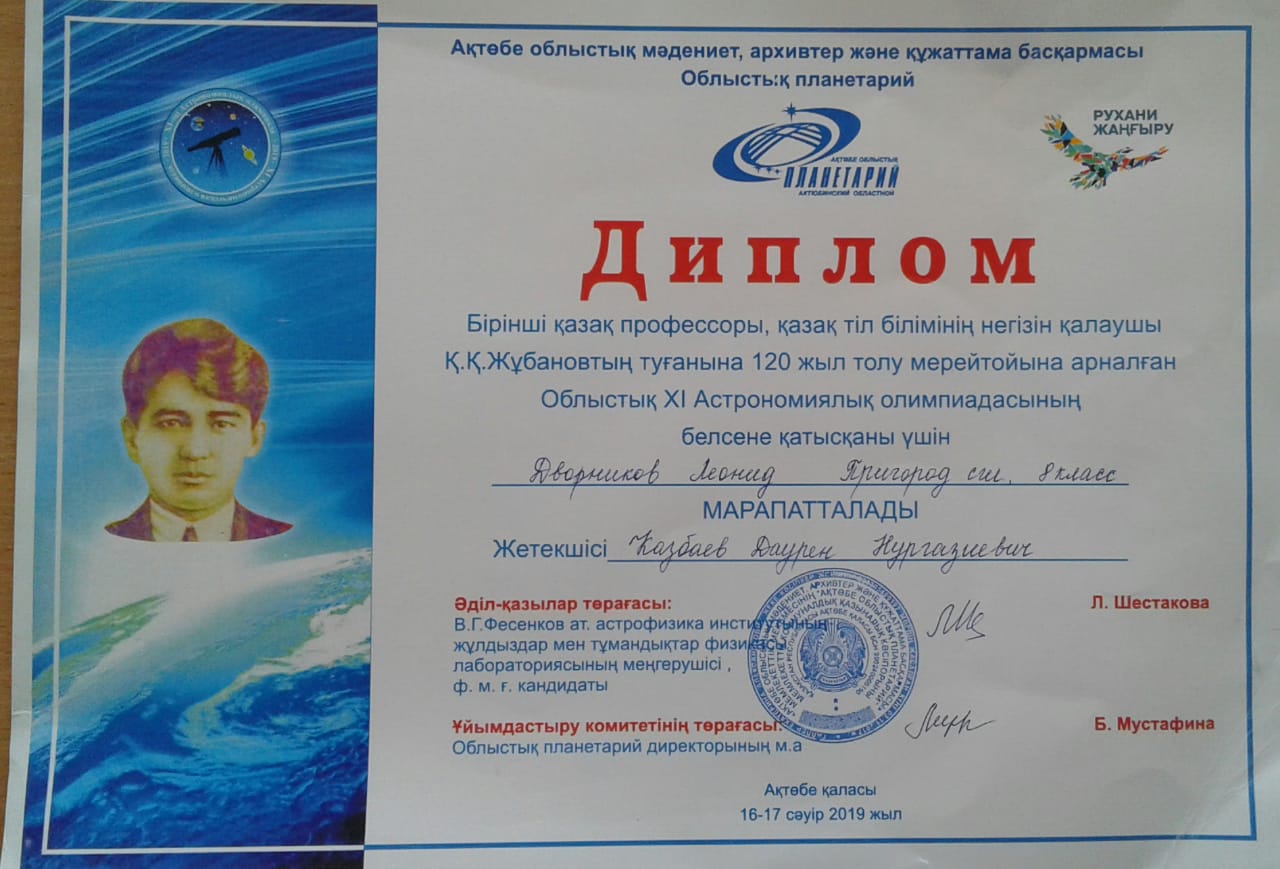 Ақтөбе облыстық мәдениет, архивтер және құжаттама басқармасы
Облысть:қ планетарий
АҚТӨБЕ ОБЛЫСТЫҚ
ПЛАНЕТАРИЙ
АКТЮБИНСКИЙ ОБЛАСТНОЙ
РУХАНИ
ЖАҢҒЫРУ
Диплом
Бірінші қазақ профессоры, қазақ тіл білімінің негізін қалаушы
Қ.Қ.Жұбановтың туғанына 120 жыл толу мерейтойына арналған
Облыстық XI Астрономиялық олимпиадасының
белсене қатысқаны үшін
Дворников Леонид Пригород сш, 8 класс
МАРАПАТТАЛАДЫ
Жетекшісі Казбаев Даурен Нургазиевич
Әділ-қазылар төрағасы:
Л. Шестакова
В.Г.Фесенков ат. астрофизика институтының
жұлдыздар мен тұмандықтар физикасы
лабораториясының меңгерушісі ,
ф. м. ғ. кандидаты
Ұйымдастыру комитетінің төрағасы:
Б. Мустафина
Облыстық планетарий директорының м.а
Ақтөбе қаласы
16-17 сәуір 2019 жыл